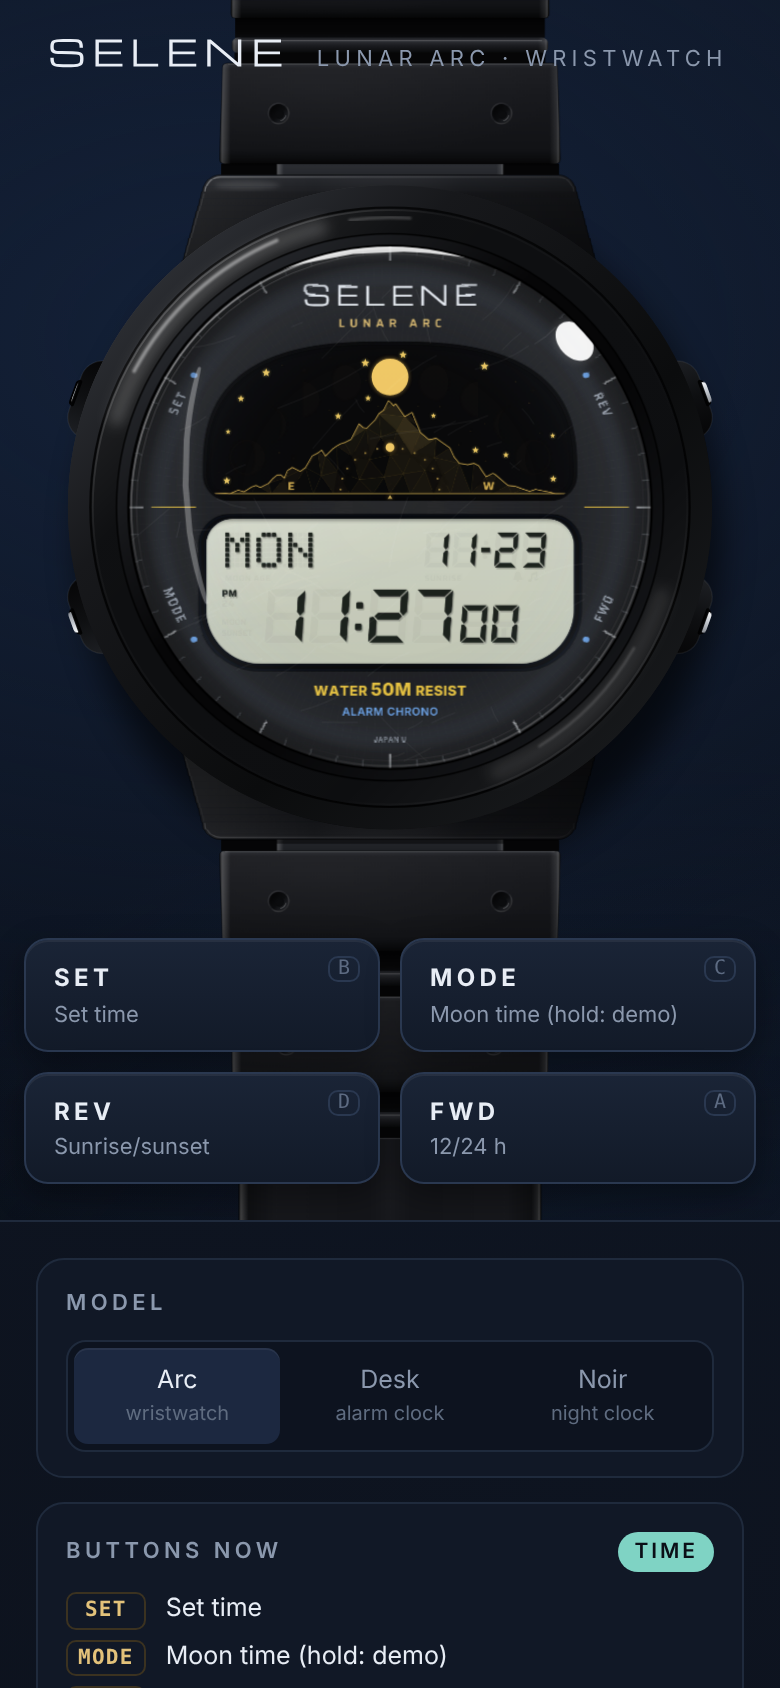 SELENE LUNAR ARC · WRISTWATCH
SELENE
LUNAR ARC
SET
REV
E
W
MON 11-23
PM 11:27 00
MODE
FWD
WATER 50M RESIST
ALARM CHRONO
SET B
Set time
MODE C
Moon time (hold: demo)
REV D
Sunrise/sunset
FWD A
12/24 h
MODEL
Arc
wristwatch
Desk
alarm clock
Noir
night clock
BUTTONS NOW TIME
SET Set time
MODE Moon time (hold: demo)